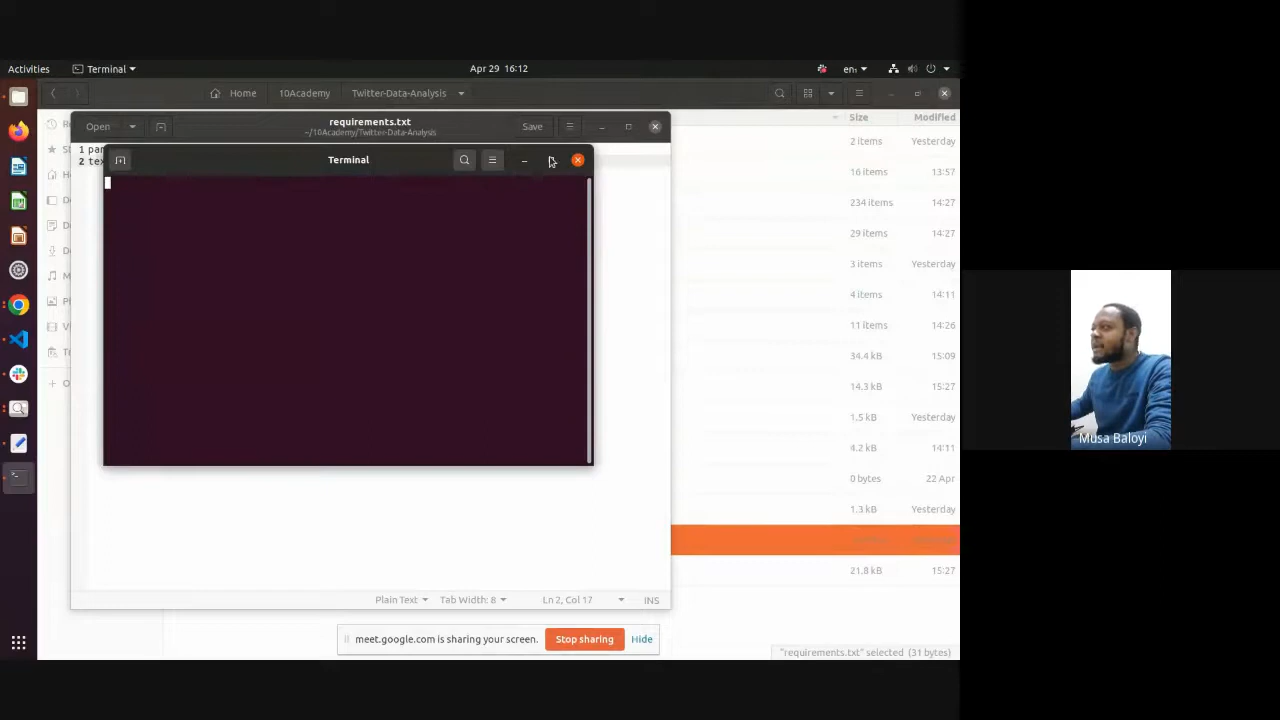 Activities
Terminal
Apr 29 16:12
en₁
Home
10Academy
Twitter-Data-Analysis
Open
requirements.txt
~/10Academy/Twitter-Data-Analysis
Save
Size
Modified
1
2
Terminal
2 items Yesterday
16 items 13:57
234 items 14:27
29 items 14:27
3 items Yesterday
4 items 14:11
11 items 14:26
34.4 kB 15:09
14.3 kB 15:27
1.5 kB Yesterday
4.2 kB 14:11
0 bytes 22 Apr
1.3 kB Yesterday
21.8 kB 15:27
Plain Text
Tab Width: 8
Ln 2, Col 17
INS
meet.google.com is sharing your screen.
Stop sharing
Hide
"requirements.txt" selected (31 bytes)
Musa Baloyi